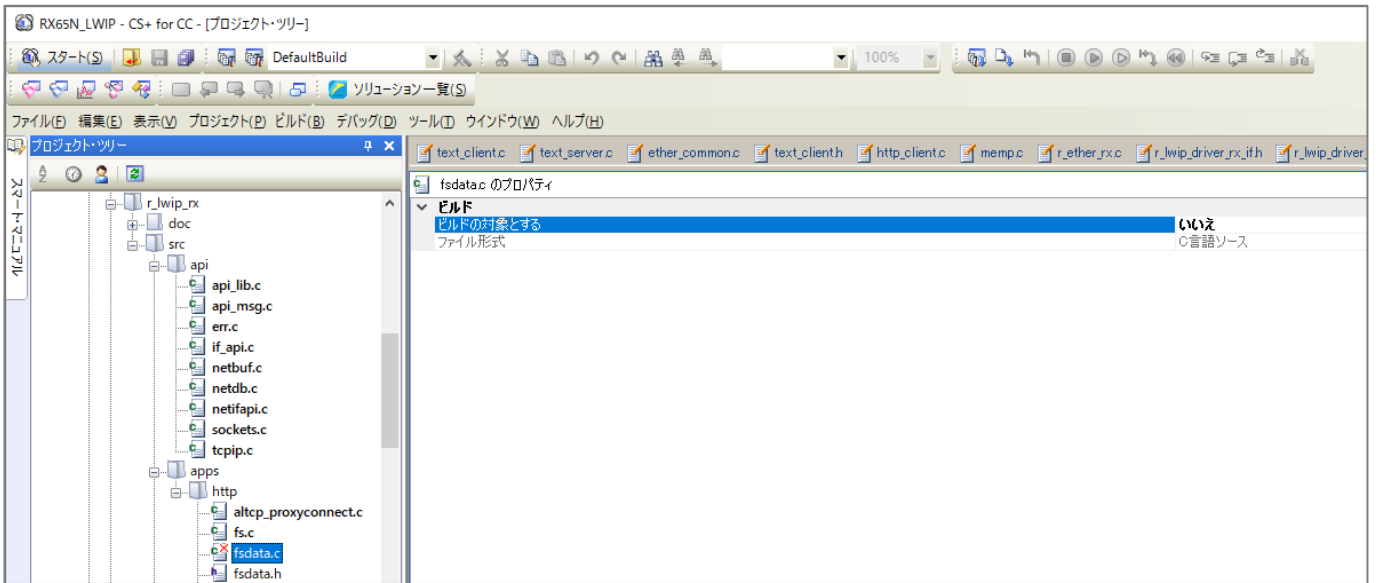 RX65N_LWIP - CS+ for CC - [プロジェクト・ツリー]
スタート(S) DefaultBuild 100%
ソリューション一覧(S)
ファイル(F) 編集(E) 表示(V) プロジェクト(P) ビルド(B) デバッグ(D) ツール(T) ウインドウ(W) ヘルプ(H)
プロジェクト・ツリー
text_client.c text_server.c ether_common.c text_client.h http_client.c memp.c r_ether_rx.c r_lwip_driver_rx_if.h r_lwip_driver_
スマート・マニュアル
fsdata.c のプロパティ
ビルド
ビルドの対象とする いいえ
ファイル形式 C言語ソース
r_lwip_rx
doc
src
api
api_lib.c
api_msg.c
err.c
if_api.c
netbuf.c
netdb.c
netifapi.c
sockets.c
tcpip.c
apps
http
altcp_proxyconnect.c
fs.c
fsdata.c
fsdata.h